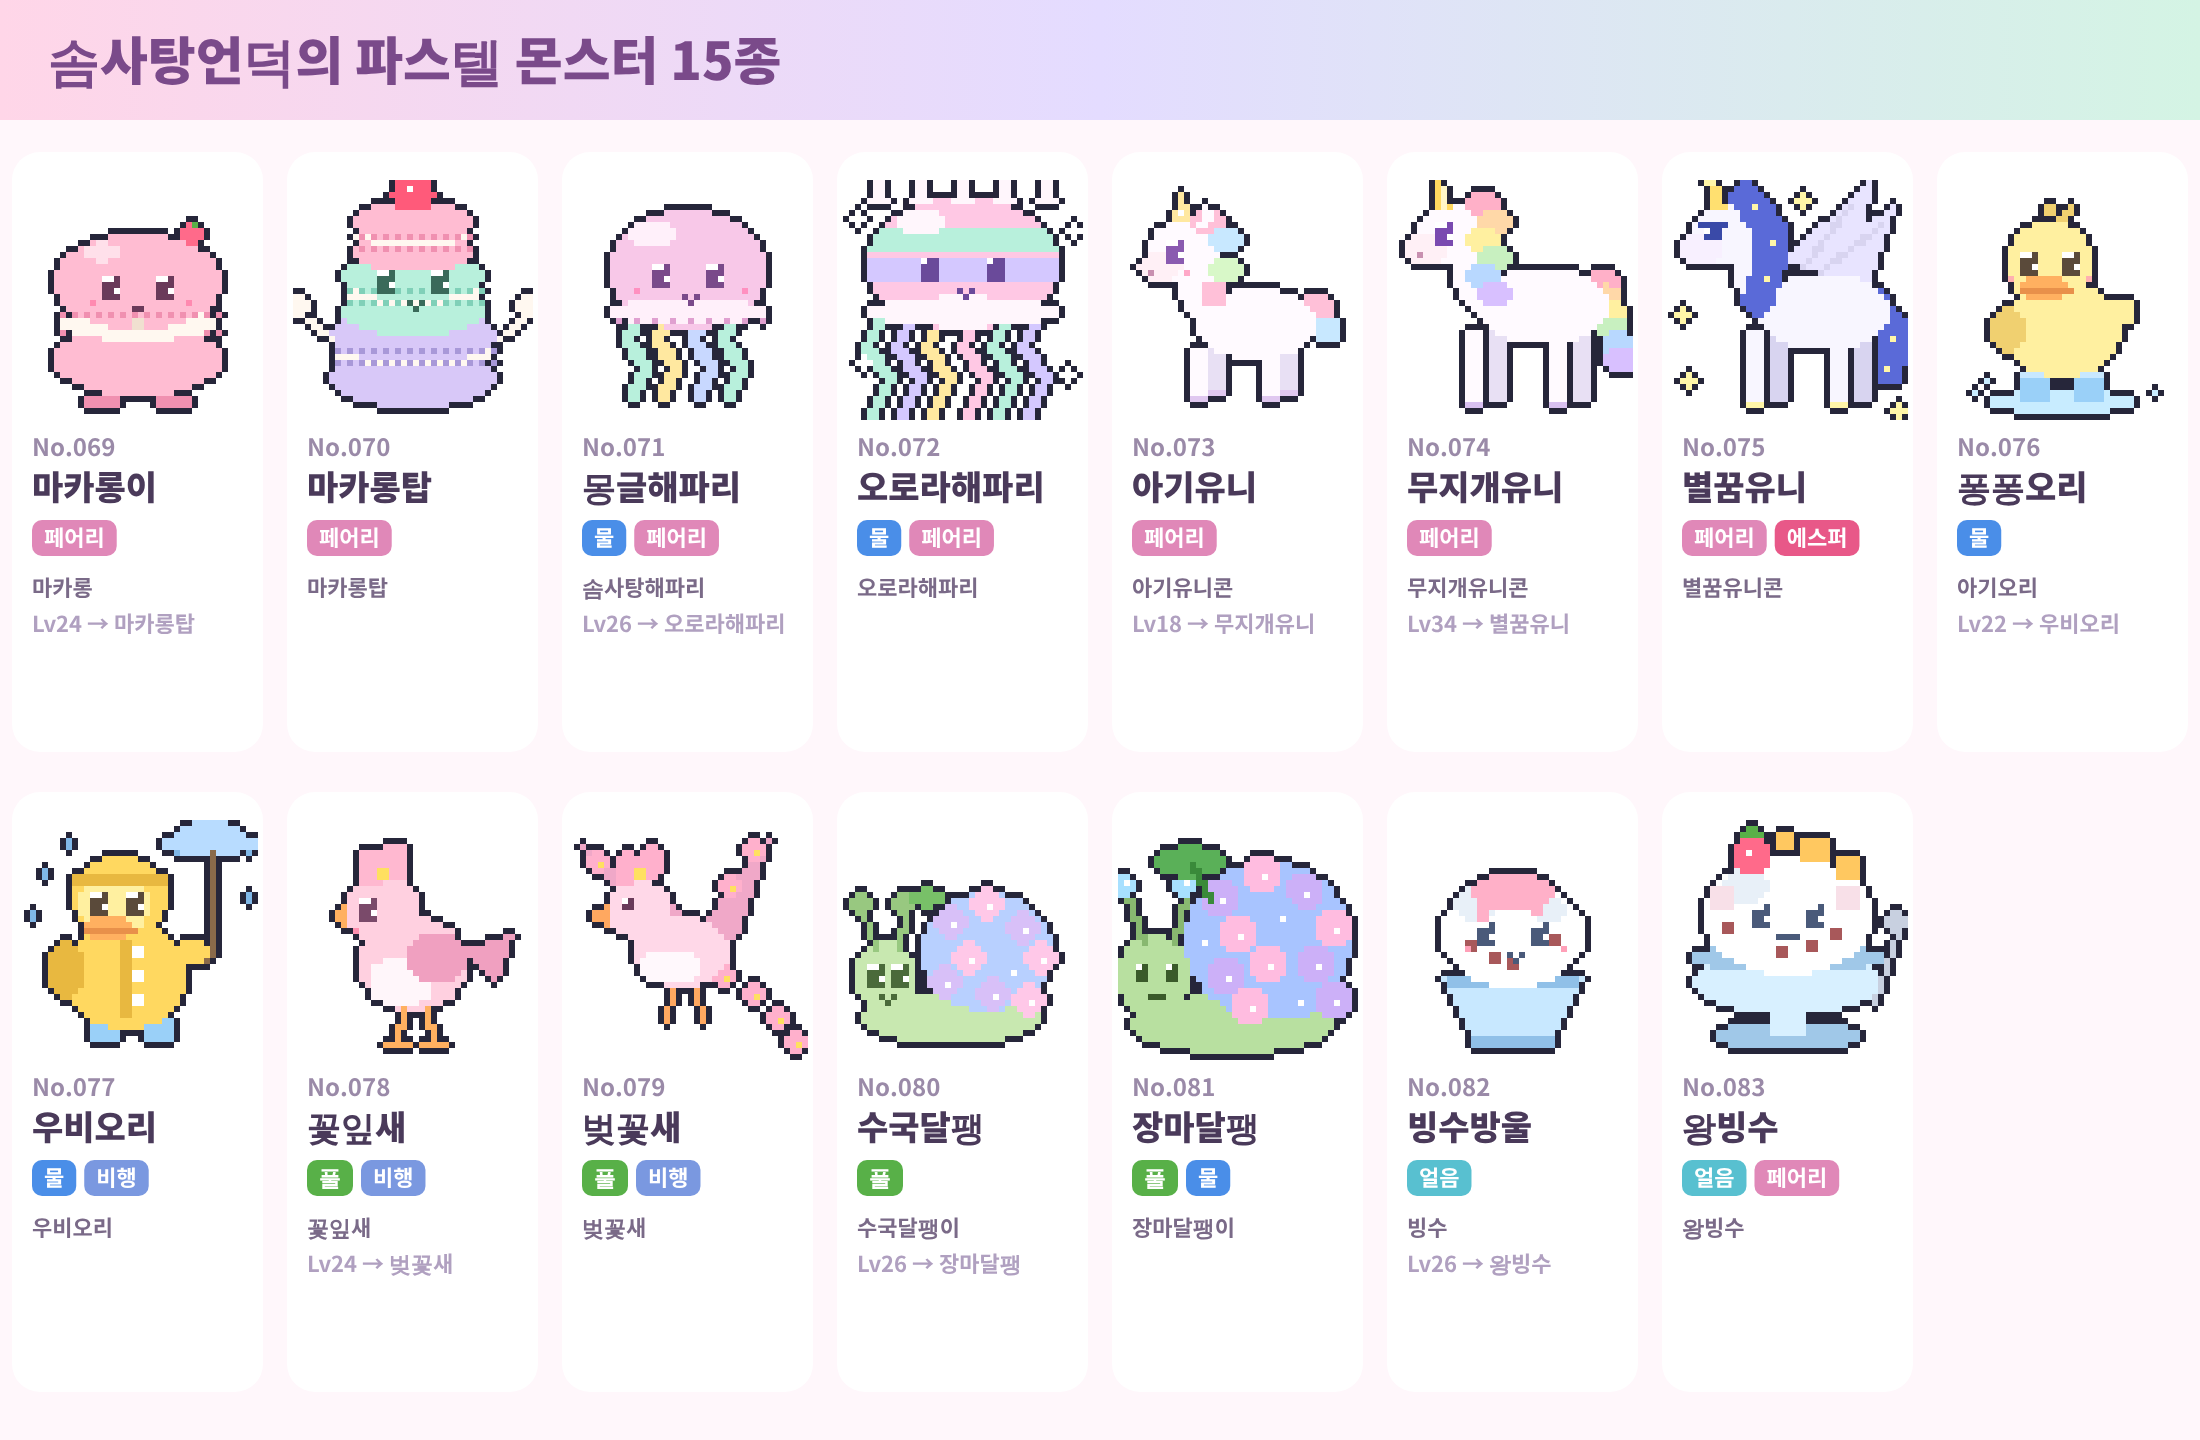 솜사탕언덕의 파스텔 몬스터 15종
No.069
마카롱이
페어리
마카롱
Lv24 → 마카롱탑
No.070
마카롱탑
페어리
마카롱탑
No.071
몽글해파리
물 페어리
솜사탕해파리
Lv26 → 오로라해파리
No.072
오로라해파리
물 페어리
오로라해파리
No.073
아기유니
페어리
아기유니콘
Lv18 → 무지개유니
No.074
무지개유니
페어리
무지개유니콘
Lv34 → 별꿈유니
No.075
별꿈유니
페어리 에스퍼
별꿈유니콘
No.076
퐁퐁오리
물
아기오리
Lv22 → 우비오리
No.077
우비오리
물 비행
우비오리
No.078
꽃잎새
풀 비행
꽃잎새
Lv24 → 벚꽃새
No.079
벚꽃새
풀 비행
벚꽃새
No.080
수국달팽
풀
수국달팽이
Lv26 → 장마달팽
No.081
장마달팽
풀 물
장마달팽이
No.082
빙수방울
얼음
빙수
Lv26 → 왕빙수
No.083
왕빙수
얼음 페어리
왕빙수